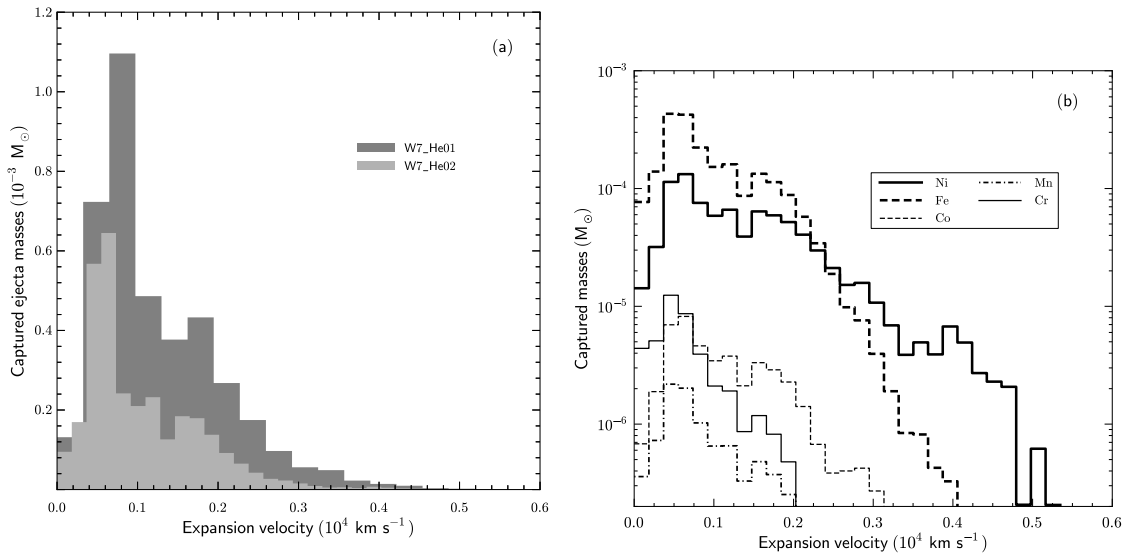 1.2
1.0
0.8
0.6
0.4
0.2
Captured ejecta masses (10⁻³ M⊙)
(a)
W7_He01
W7_He02
0.0 0.1 0.2 0.3 0.4 0.5 0.6
Expansion velocity (10⁴ km s⁻¹)
10⁻³
10⁻⁴
10⁻⁵
10⁻⁶
Captured masses (M⊙)
(b)
Ni Mn
Fe Cr
Co
0.0 0.1 0.2 0.3 0.4 0.5 0.6
Expansion velocity (10⁴ km s⁻¹)